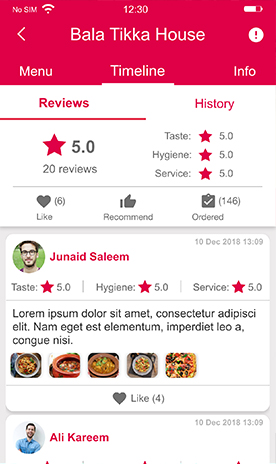 No SIM 12:30
Bala Tikka House
Menu Timeline Info
Reviews History
5.0
20 reviews
Taste: 5.0
Hygiene: 5.0
Service: 5.0
(6) (146)
Like Recommend Ordered
10 Dec 2018 13:09
Junaid Saleem
Taste: 5.0 Hygiene: 5.0 Service: 5.0
Lorem ipsum dolor sit amet, consectetur adipisci
elit. Nam eget est elementum, imperdiet leo a,
congue nisi.
Like (4)
10 Dec 2018 13:09
Ali Kareem